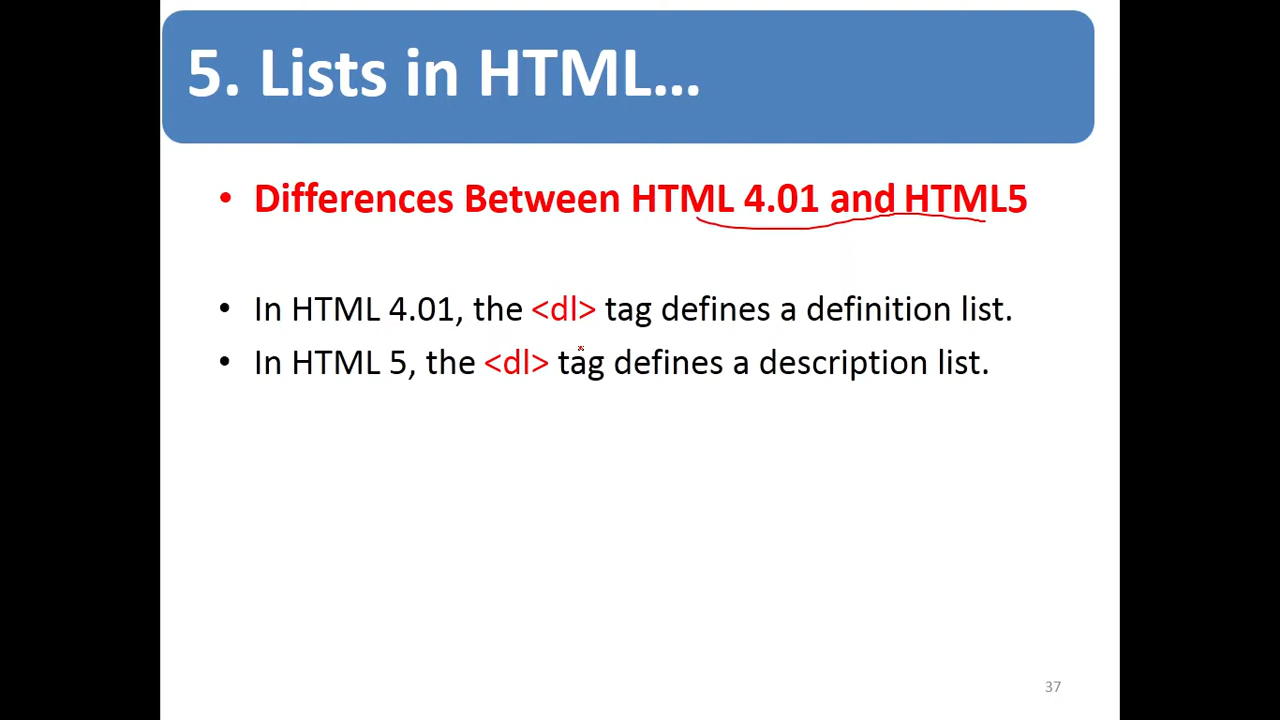 5. Lists in HTML...
• Differences Between HTML 4.01 and HTML5
• In HTML 4.01, the <dl> tag defines a definition list.
• In HTML 5, the <dl> tag defines a description list.
37